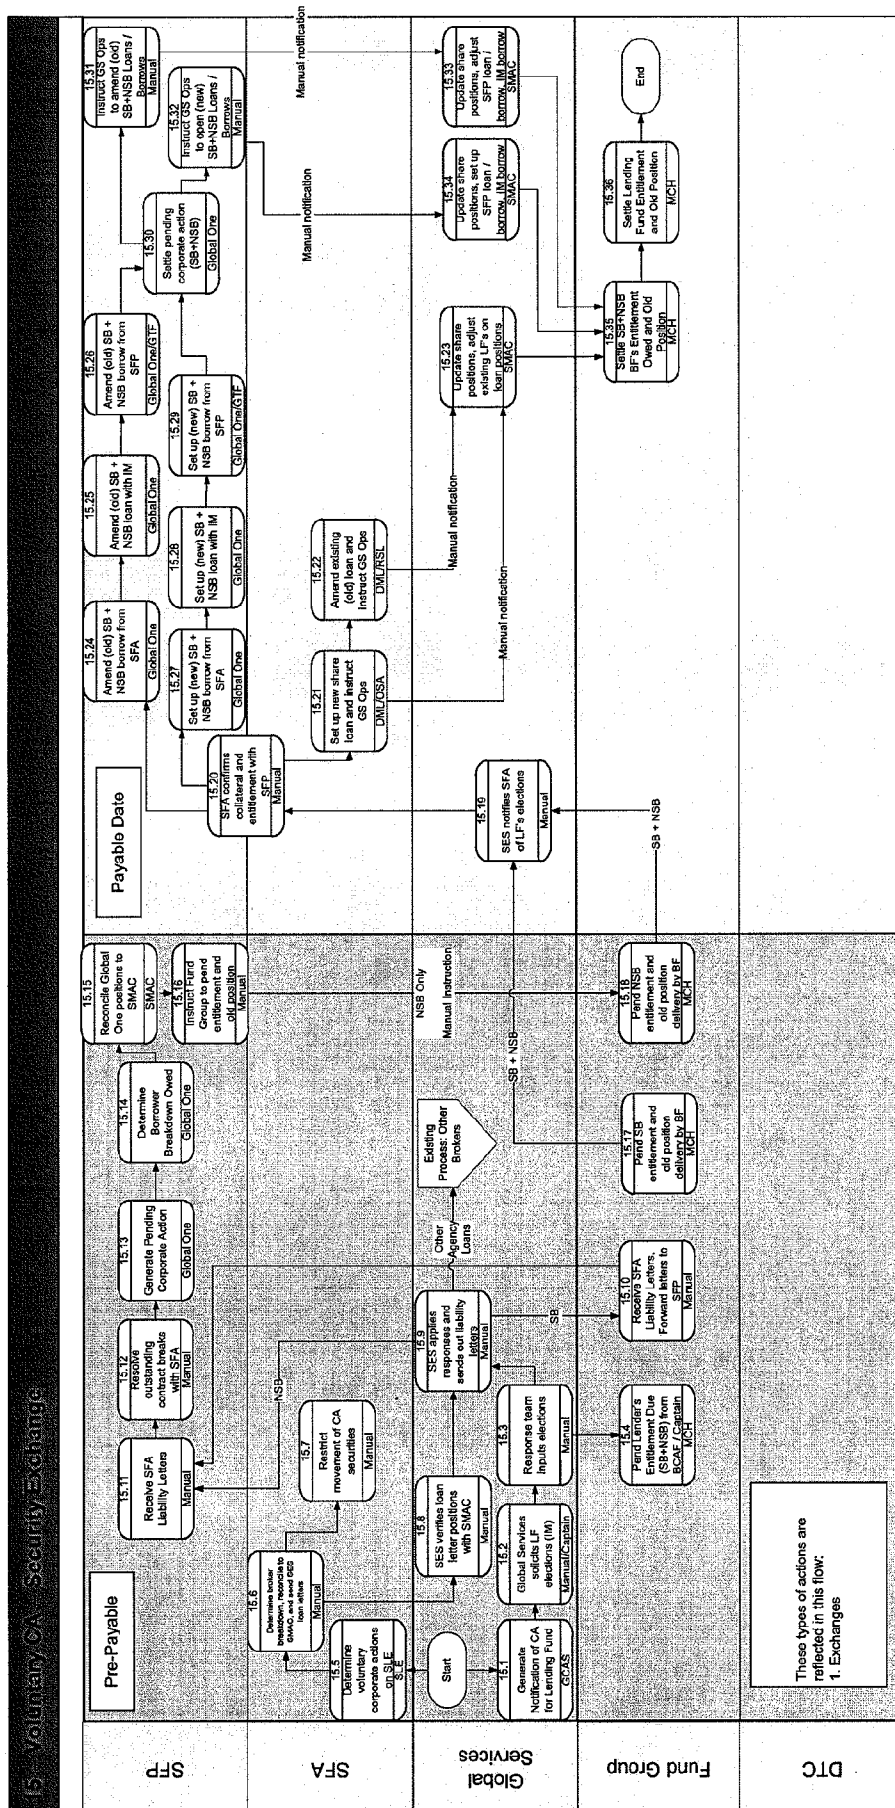 15 - Voluntary CA - Security Exchange
SFP
Pre-Payable
15.11
Receive SFA
Liability Letters
Manual
15.12
Resolve
outstanding
contract breaks
with SFA
Manual
15.13
Generate Pending
Corporate Action
Global One
15.14
Determine
Borrower
Breakdown Owed
Global One
15.15
Reconcile Global
One positions to
SMAC
SMAC
15.16
Instruct Fund
Group to pend
entitlement and
old position
Manual
Payable Date
15.24
Amend (old) SB +
NSB borrow from
SFA
Global One
15.25
Amend (old) SB +
NSB loan with IM
Global One
15.26
Amend (old) SB +
NSB borrow from
SFP
Global One/GTF
15.27
Set up (new) SB +
NSB borrow from
SFA
Global One
15.28
Set up (new) SB +
NSB loan with IM
Global One
15.29
Set up (new) SB +
NSB borrow from
SFP
Global One/GTF
15.30
Settle pending
corporate action
(SB+NSB)
Global One
15.31
Instruct GS Ops
to amend (old)
SB+NSB Loans /
Borrows
Manual
15.32
Instruct GS Ops
to open (new)
SB+NSB Loans /
Borrows
Manual
SFA
15.5
Determine
voluntary
corporate actions
on SLE
SLE
15.6
Determine broker
breakdown, reconcile to
SMAC, and send SES
loan letters
Manual
15.7
Restrict
movement of CA
securities
Manual
NSB
15.20
SFA confirms
collateral and
entitlement with
SFP
Manual
15.21
Set up new share
loan and instruct
GS Ops
DML/OSA
15.22
Amend existing
(old) loan and
Instruct GS Ops
DML/RSL
Manual notification
Manual notification
Global
Services
Start
15.1
Generate
Notification of CA
for Lending Fund
GCAS
15.2
Global Services
solicits LF
elections (IM)
Manual/Captain
15.3
Response team
inputs elections
Manual
15.8
SES verifies loan
letter positions
with SMAC
Manual
15.9
SES applies
responses and
sends out liability
letters
Manual
Other
Agency
Loans
Existing
Process: Other
Brokers
SB
NSB Only
Manual Instruction
SB + NSB
15.19
SES notifies SFA
of LF's elections
Manual
Manual notification
Manual notification
15.23
Update share
positions, adjust
existing LF's on
loan positions
SMAC
15.34
Update share
positions, set up
SFP loan /
borrow, IM borrow
SMAC
15.33
Update share
positions, adjust
SFP loan /
borrow, IM borrow
SMAC
Fund Group
15.4
Pend Lender's
Entitlement Due
(SB+NSB) from
BCAF / Captain
MCH
15.10
Receive SFA
Liability Letters,
Forward letters to
SFP
Manual
15.17
Pend SB
entitlement and
old position
delivery by BF
MCH
15.18
Pend NSB
entitlement and
old position
delivery by BF
MCH
SB + NSB
15.35
Settle SB+NSB
BF's Entitlement
Owed and Old
Position
MCH
15.36
Settle Lending
Fund Entitlement
and Old Position
MCH
End
DTC
These types of actions are
reflected in this flow:
1. Exchanges